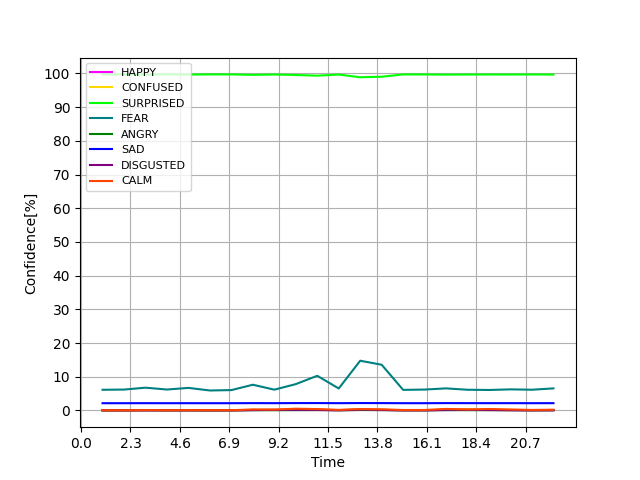 100
90
80
70
60
50
40
30
20
10
0
Confidence[%]
HAPPY
CONFUSED
SURPRISED
FEAR
ANGRY
SAD
DISGUSTED
CALM
0.0 2.3 4.6 6.9 9.2 11.5 13.8 16.1 18.4 20.7
Time